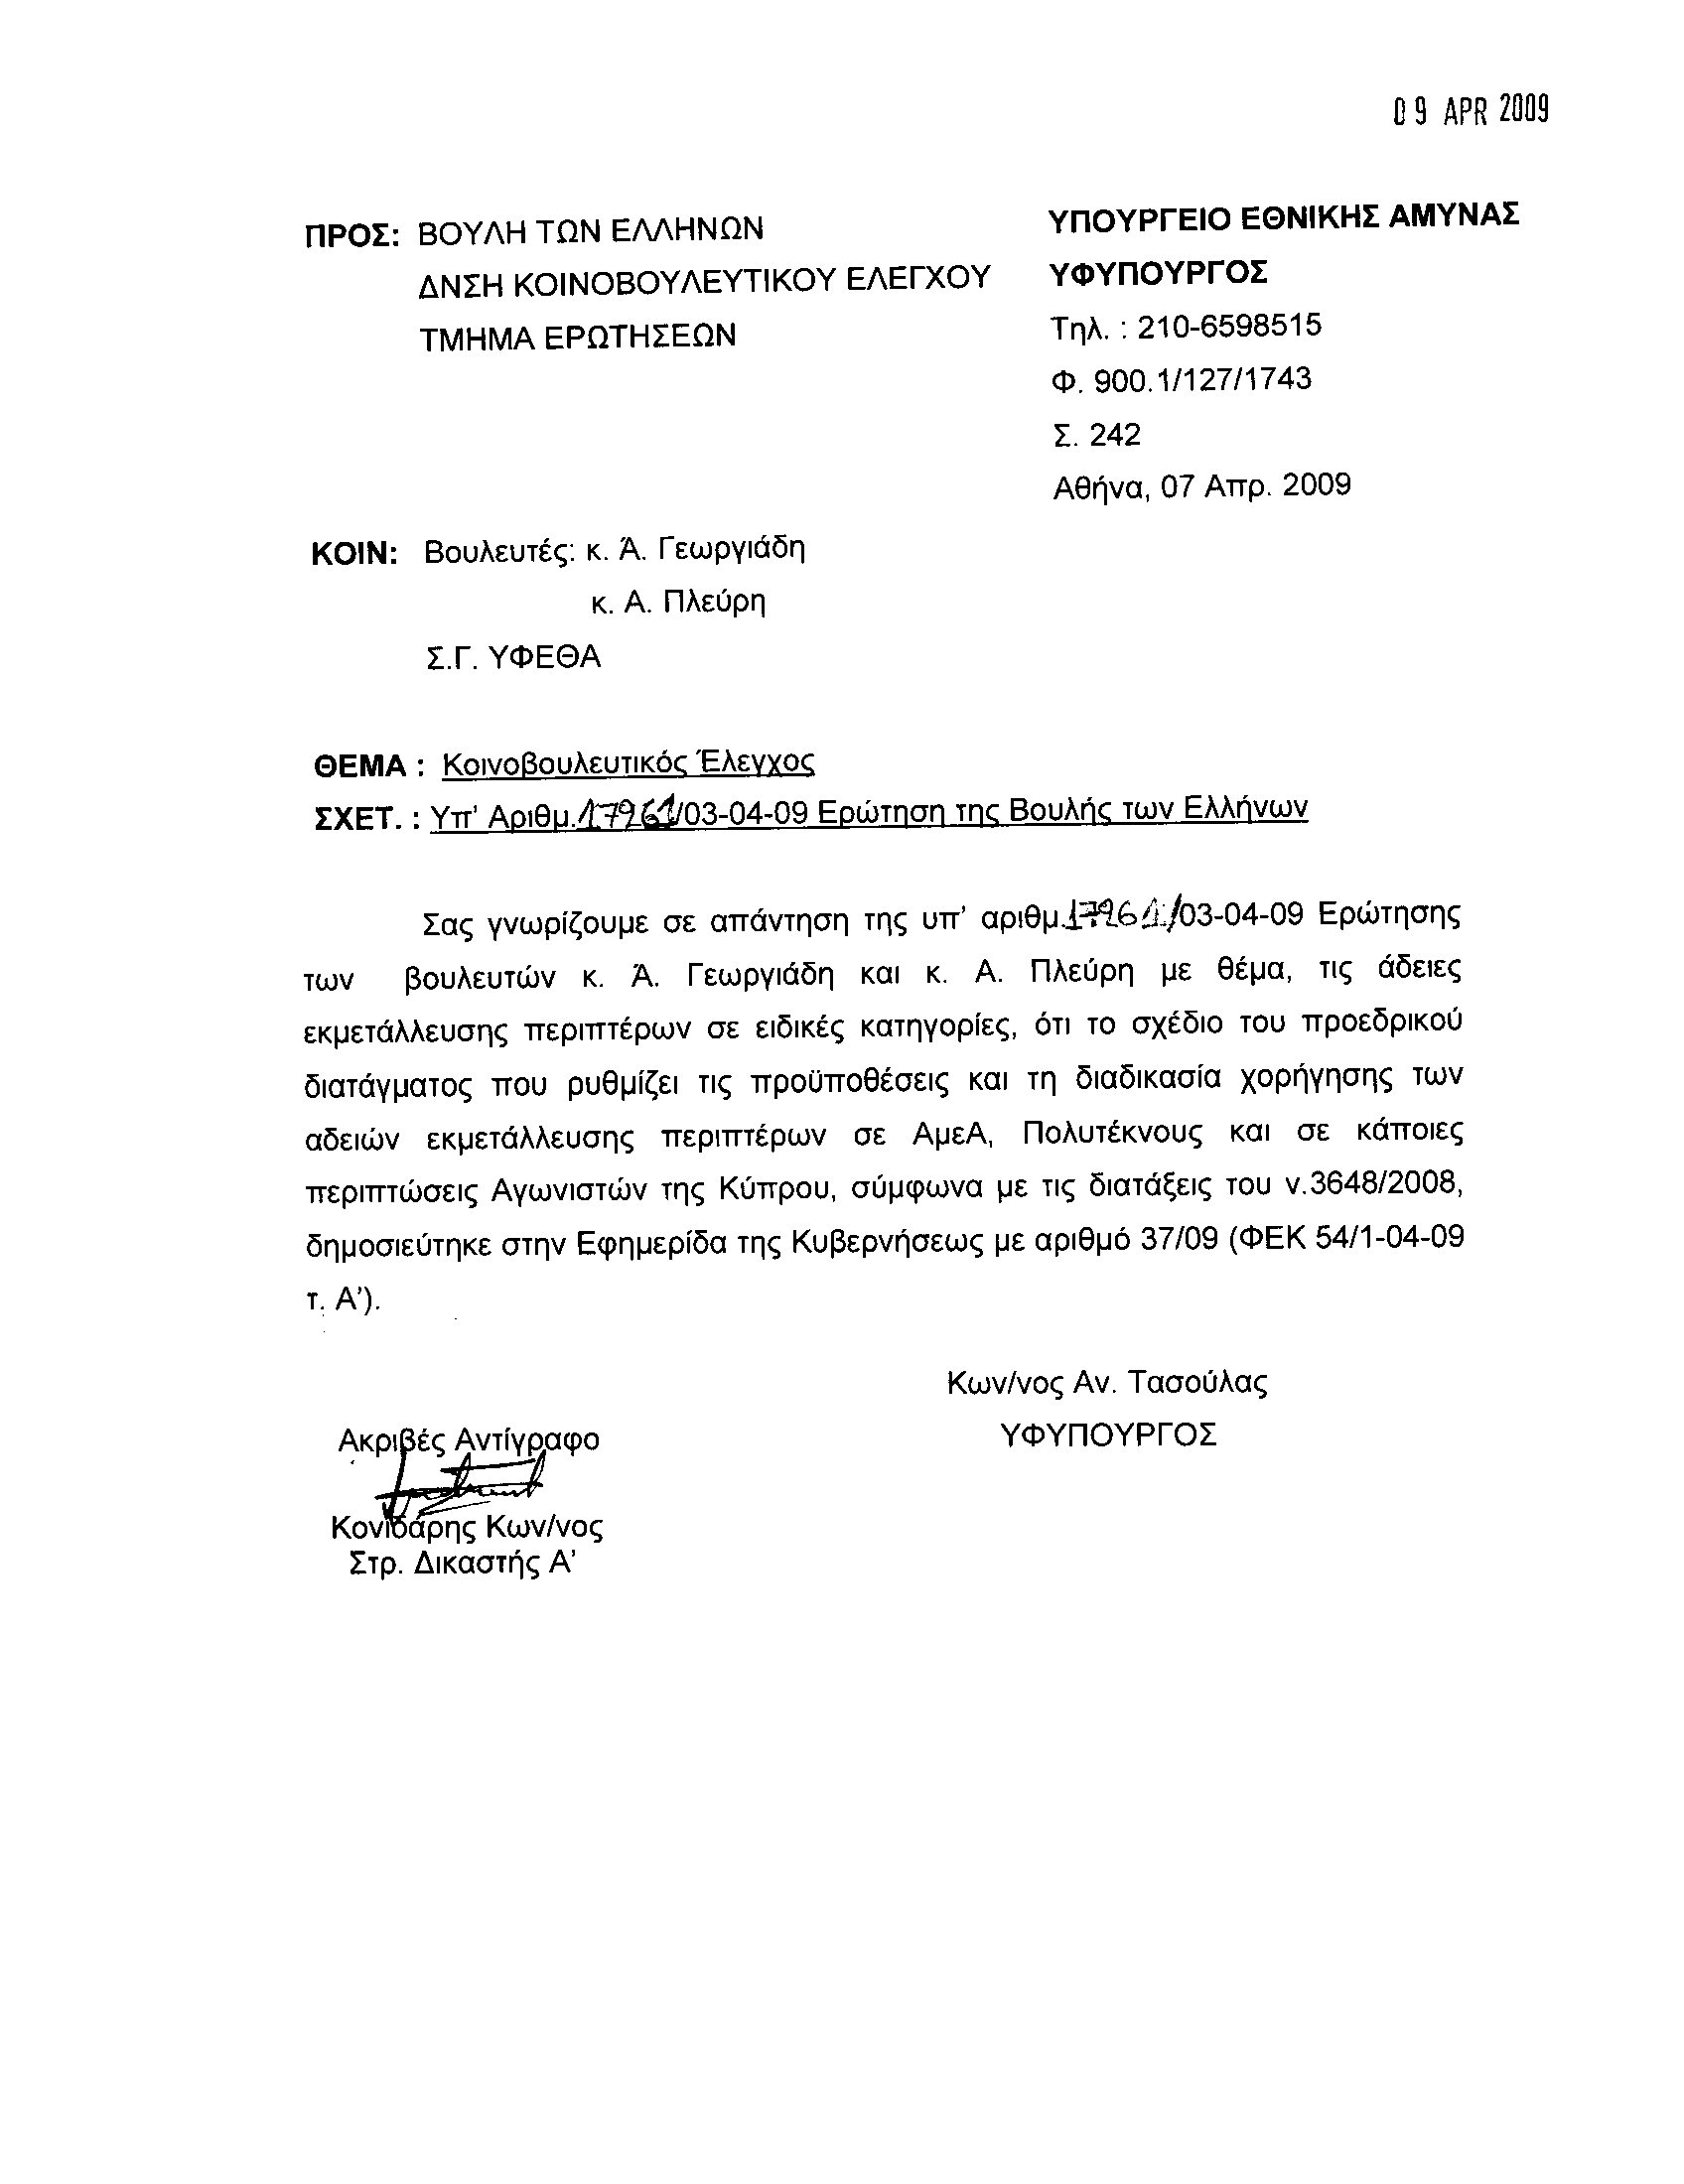 09 APR 2009
ΠΡΟΣ: ΒΟΥΛΗ ΤΩΝ ΕΛΛΗΝΩΝ
ΔΝΣΗ ΚΟΙΝΟΒΟΥΛΕΥΤΙΚΟΥ ΕΛΕΓΧΟΥ
ΤΜΗΜΑ ΕΡΩΤΗΣΕΩΝ
ΥΠΟΥΡΓΕΙΟ ΕΘΝΙΚΗΣ ΑΜΥΝΑΣ
ΥΦΥΠΟΥΡΓΟΣ
Τηλ. : 210-6598515
Φ. 900.1/127/1743
Σ. 242
Αθήνα, 07 Απρ. 2009
ΚΟΙΝ: Βουλευτές: κ. Ά. Γεωργιάδη
κ. Α. Πλεύρη
Σ.Γ. ΥΦΕΘΑ
ΘΕΜΑ : Κοινοβουλευτικός Έλεγχος
ΣΧΕΤ. : Υπ' Αριθμ.17961/03-04-09 Ερώτηση της Βουλής των Ελλήνων
Σας γνωρίζουμε σε απάντηση της υπ' αριθμ.17961/03-04-09 Ερώτησης
των βουλευτών κ. Ά. Γεωργιάδη και κ. Α. Πλεύρη με θέμα, τις άδειες
εκμετάλλευσης περιπτέρων σε ειδικές κατηγορίες, ότι το σχέδιο του προεδρικού
διατάγματος που ρυθμίζει τις προϋποθέσεις και τη διαδικασία χορήγησης των
αδειών εκμετάλλευσης περιπτέρων σε ΑμεΑ, Πολυτέκνους και σε κάποιες
περιπτώσεις Αγωνιστών της Κύπρου, σύμφωνα με τις διατάξεις του ν.3648/2008,
δημοσιεύτηκε στην Εφημερίδα της Κυβερνήσεως με αριθμό 37/09 (ΦΕΚ 54/1-04-09
τ. Α').
Κων/νος Αν. Τασούλας
ΥΦΥΠΟΥΡΓΟΣ
Ακριβές Αντίγραφο
Κονιδάρης Κων/νος
Στρ. Δικαστής Α'